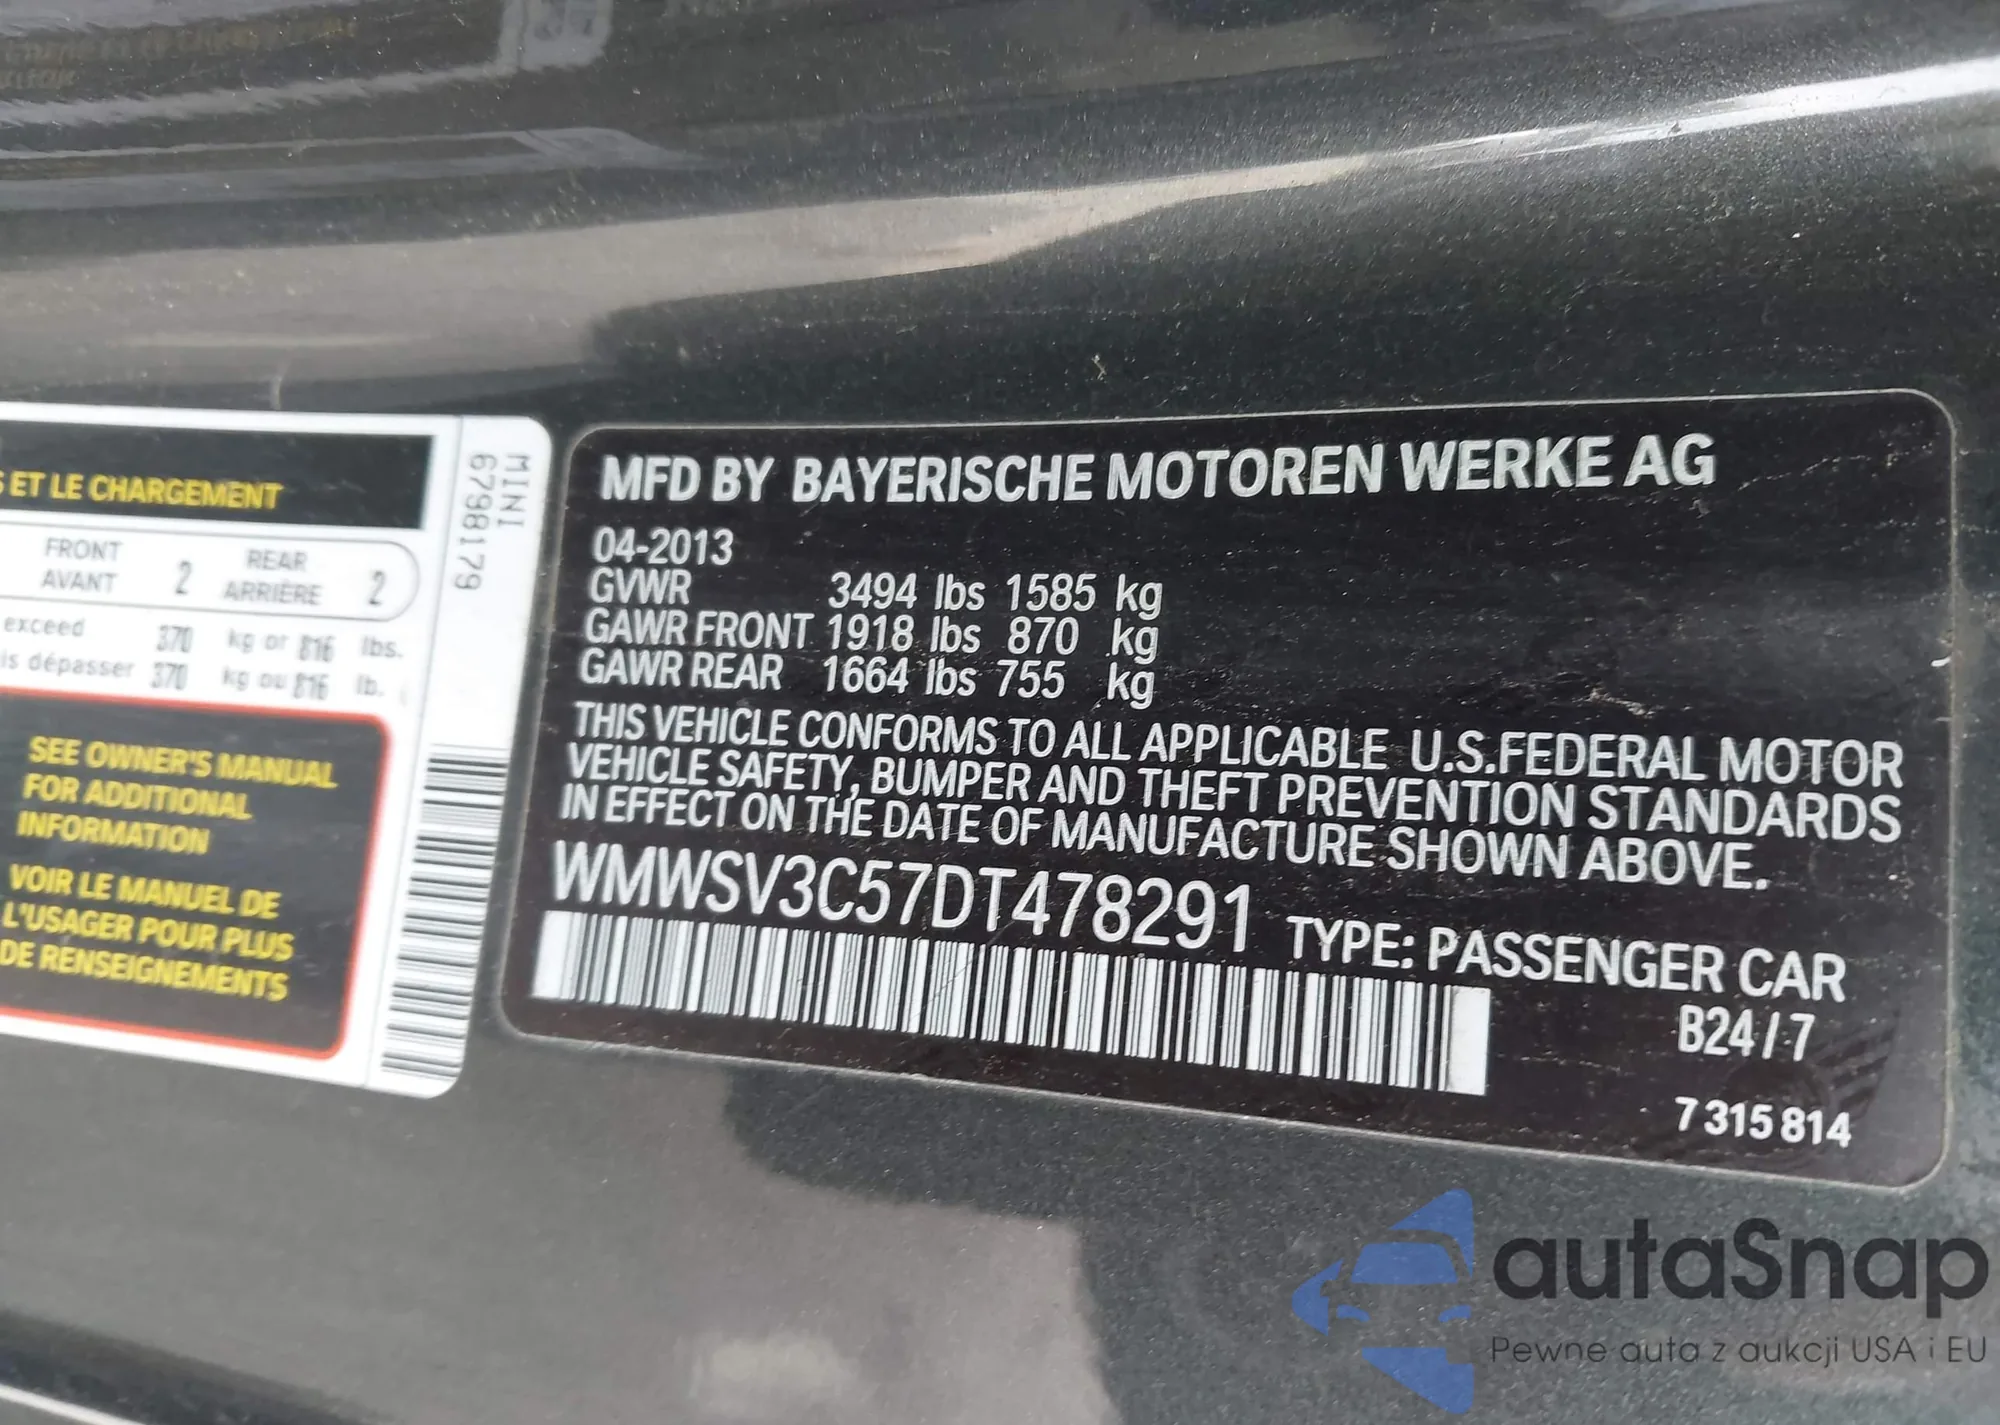 S ET LE CHARGEMENT
FRONT
AVANT
2
REAR
ARRIÈRE
2
exceed 370 kg or 816 lbs.
is dépasser 370 kg ou 816 lb.
SEE OWNER'S MANUAL
FOR ADDITIONAL
INFORMATION
VOIR LE MANUEL DE
L'USAGER POUR PLUS
DE RENSEIGNEMENTS
MINI
6798179
MFD BY BAYERISCHE MOTOREN WERKE AG
04-2013
GVWR 3494 lbs 1585 kg
GAWR FRONT 1918 lbs 870 kg
GAWR REAR 1664 lbs 755 kg
THIS VEHICLE CONFORMS TO ALL APPLICABLE U.S.FEDERAL MOTOR
VEHICLE SAFETY, BUMPER AND THEFT PREVENTION STANDARDS
IN EFFECT ON THE DATE OF MANUFACTURE SHOWN ABOVE.
WMWSV3C57DT478291 TYPE: PASSENGER CAR
B24 / 7
7 315 814
autaSnap
Pewne auta z aukcji USA i EU